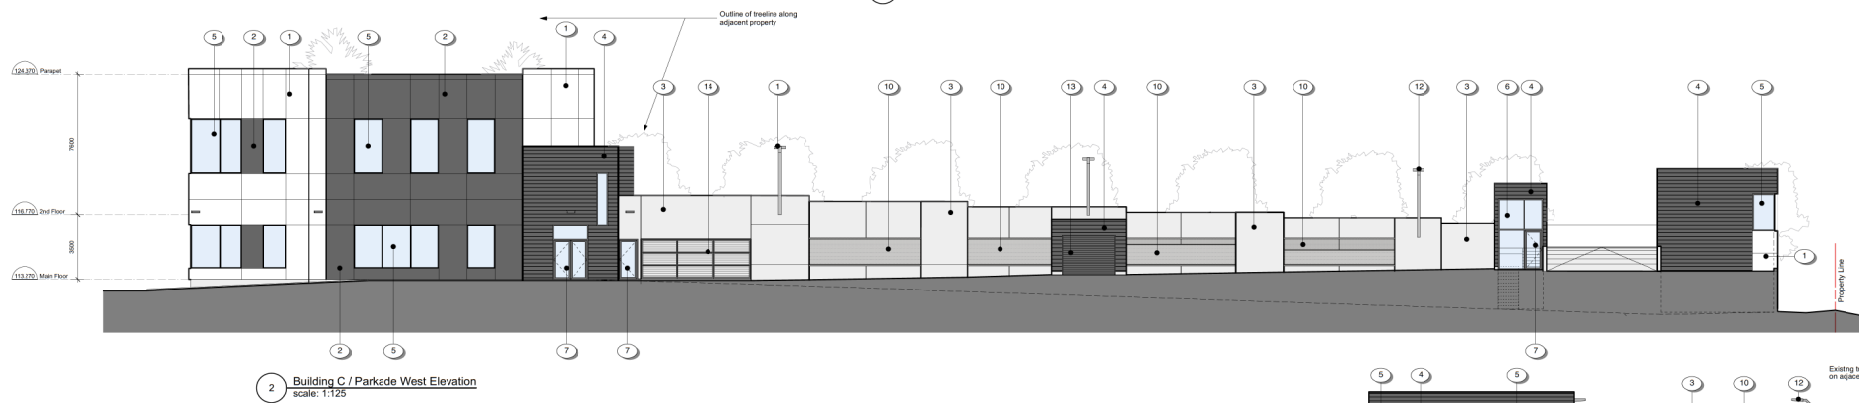 Outline of treeline along
adjacent property
5 2 1 5 2 1 4
3 14 1 10 3 10 13 4 10 3 10 12 3 6 4 4 5
124.370 Parapet
7600
116.770 2nd Floor
3500
113.270 Main Floor
1
Property Line
2 5 7 7 7
2 Building C / Parkade West Elevation
scale: 1:125
Existng
on
5 4 5 3 10 12